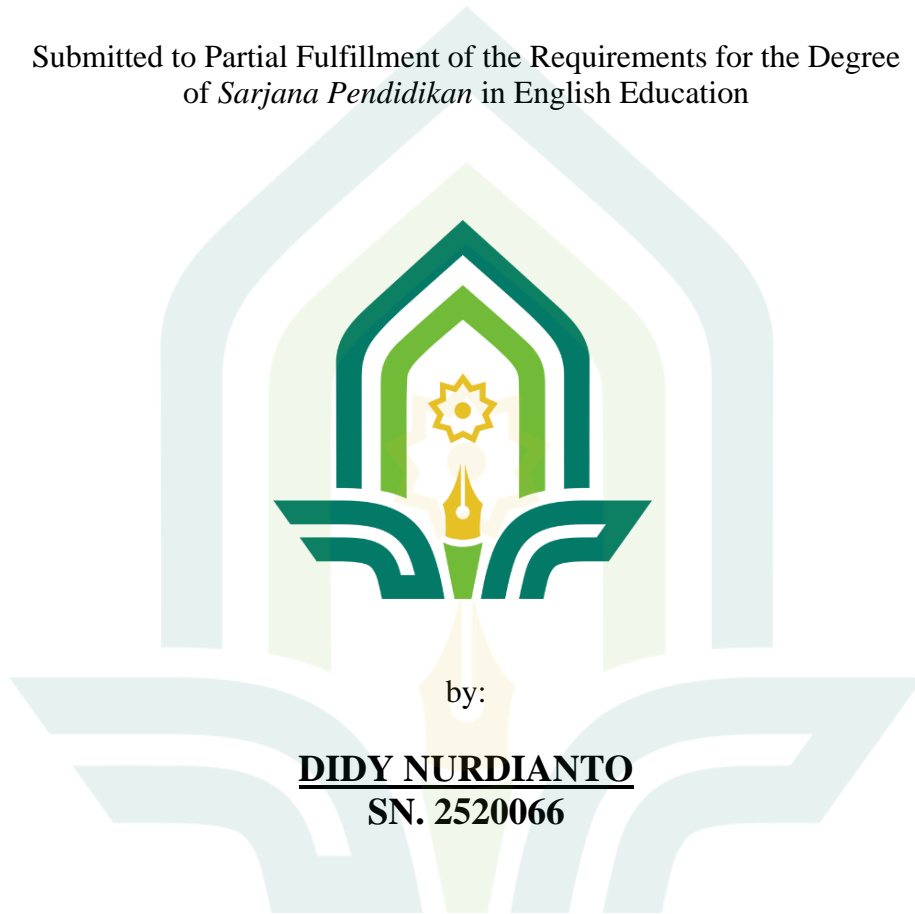 Submitted to Partial Fulfillment of the Requirements for the Degree
of Sarjana Pendidikan in English Education
by:
DIDY NURDIANTO
SN. 2520066